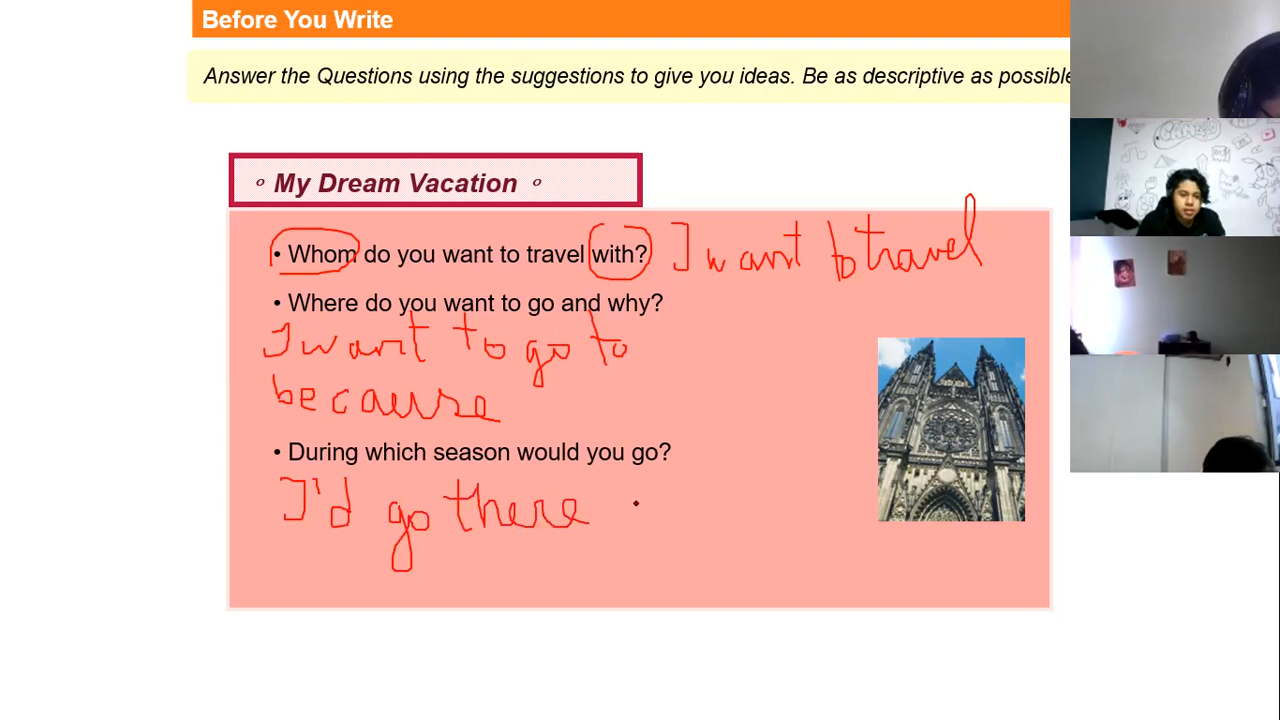 Before You Write
Answer the Questions using the suggestions to give you ideas. Be as descriptive as possible
My Dream Vacation
• Whom do you want to travel with? I want to travel
• Where do you want to go and why?
I want to go to
because
• During which season would you go?
I'd go there